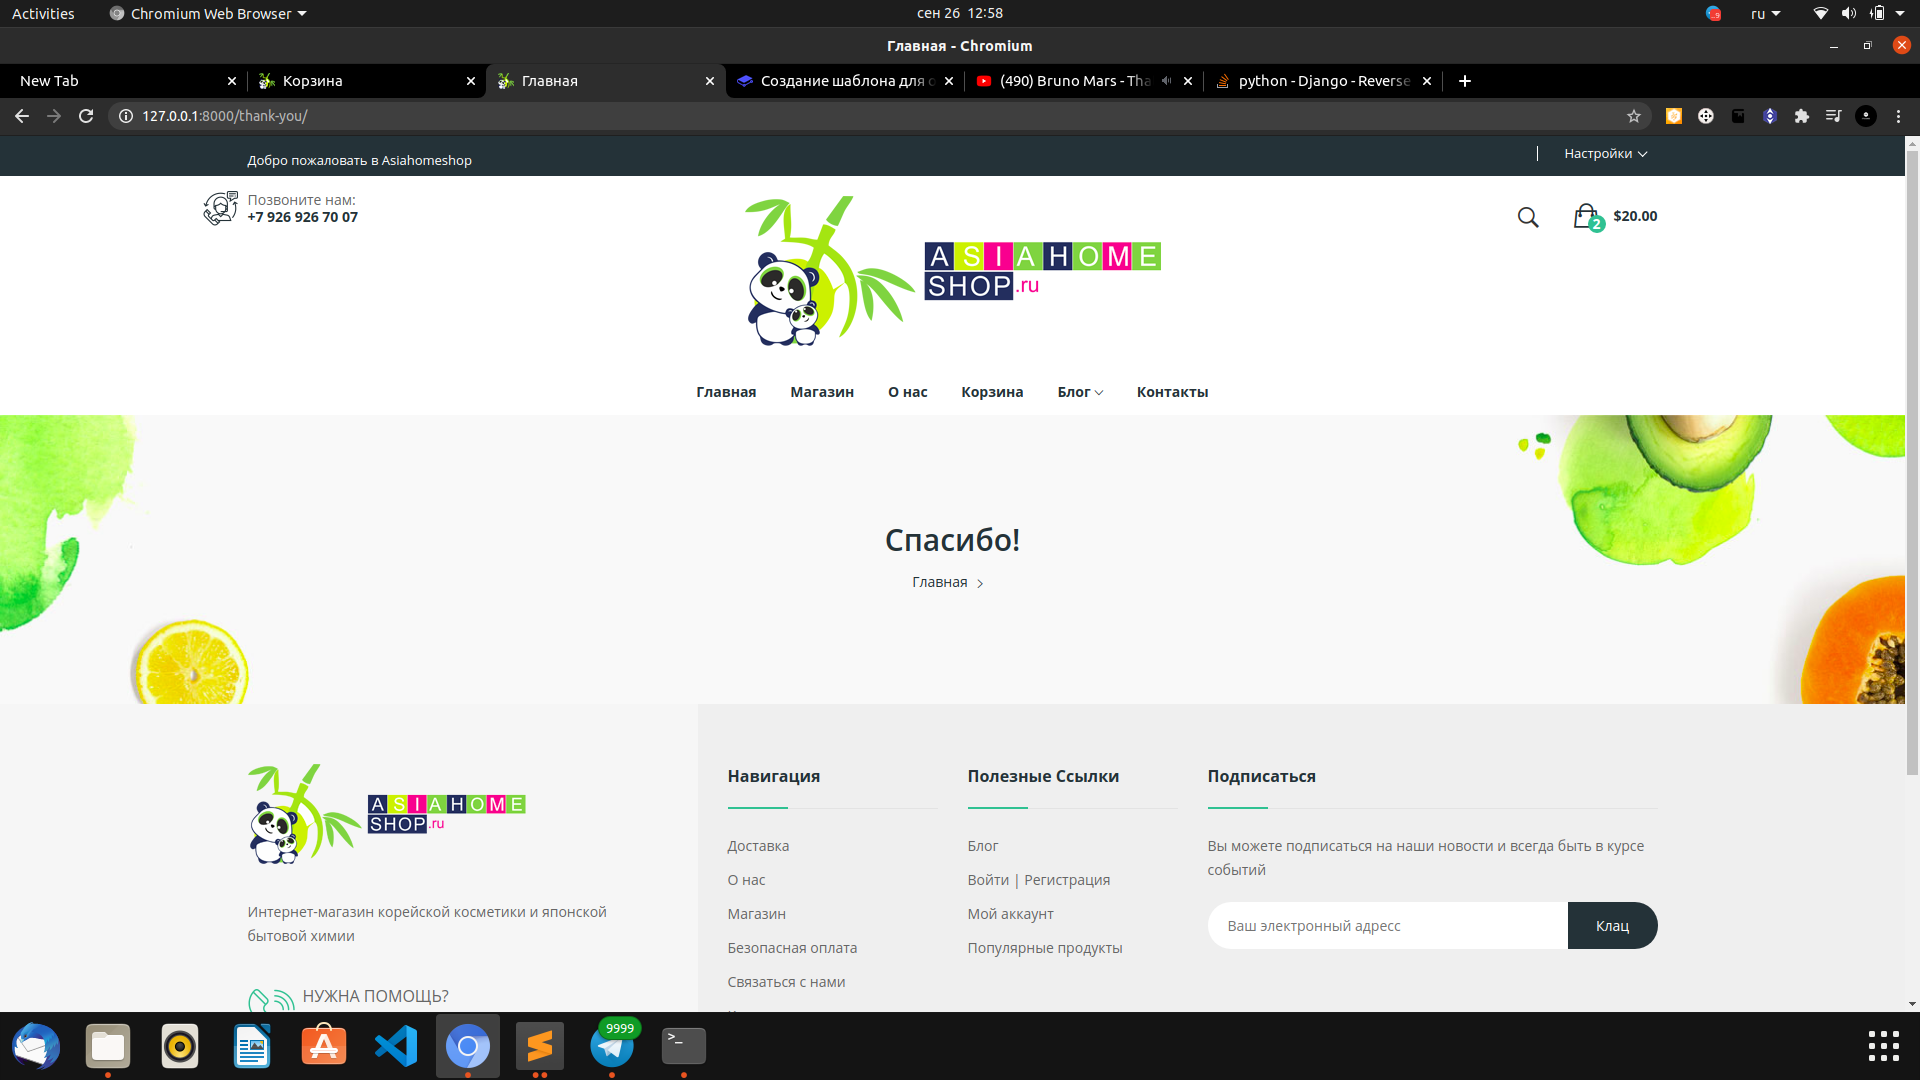 Activities
Chromium Web Browser
сен 26 12:58
ru
Главная - Chromium
New Tab
Корзина
Главная
Создание шаблона для о
(490) Bruno Mars - Tha
python - Django - Reverse
127.0.0.1:8000/thank-you/
Добро пожаловать в Asiahomeshop
Настройки
Позвоните нам:
+7 926 926 70 07
ASIAHOME
SHOP.ru
2
$20.00
Главная
Магазин
О нас
Корзина
Блог
Контакты
Спасибо!
Главная
ASIAHOME
SHOP.ru
Интернет-магазин корейской косметики и японской
бытовой химии
НУЖНА ПОМОЩЬ?
Навигация
Доставка
О нас
Магазин
Безопасная оплата
Связаться с нами
Полезные Ссылки
Блог
Войти | Регистрация
Мой аккаунт
Популярные продукты
Подписаться
Вы можете подписаться на наши новости и всегда быть в курсе
событий
Ваш электронный адресс
Клац
9999
>_